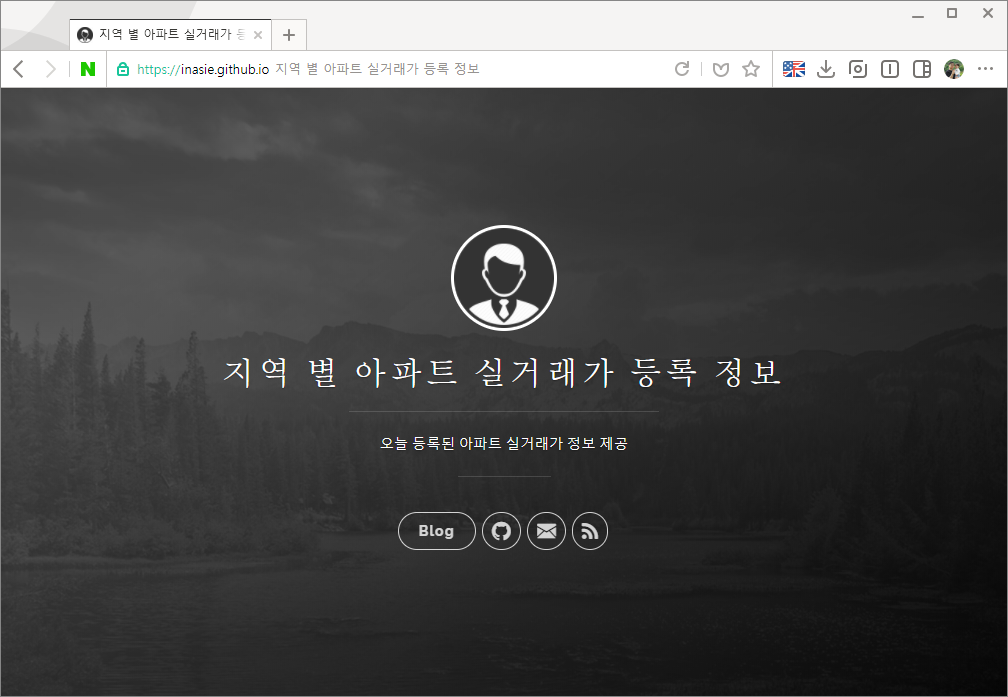 지역 별 아파트 실거래가 등
N
https://inasie.github.io 지역 별 아파트 실거래가 등록 정보
지역 별 아파트 실거래가 등록 정보
오늘 등록된 아파트 실거래가 정보 제공
Blog